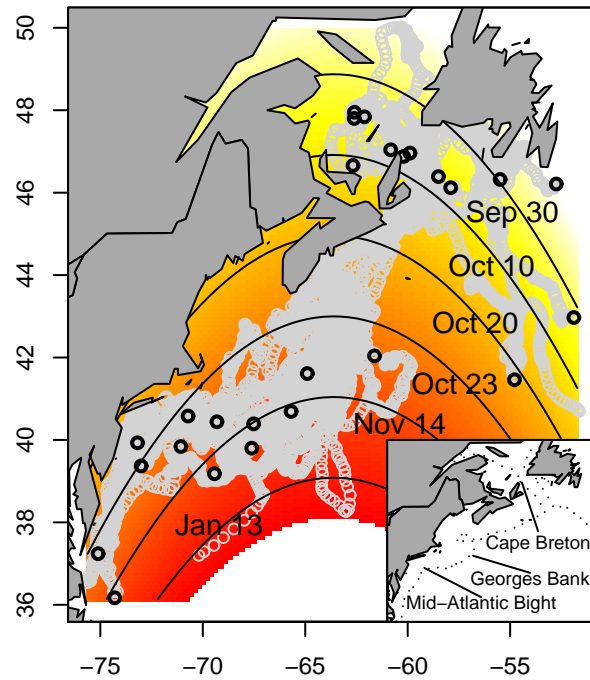 50
48
46
44
42
40
38
36
Sep 30
Oct 10
Oct 20
Oct 23
Nov 14
Jan 13
Cape Breton
Georges Bank
Mid−Atlantic Bight
−75
−70
−65
−60
−55